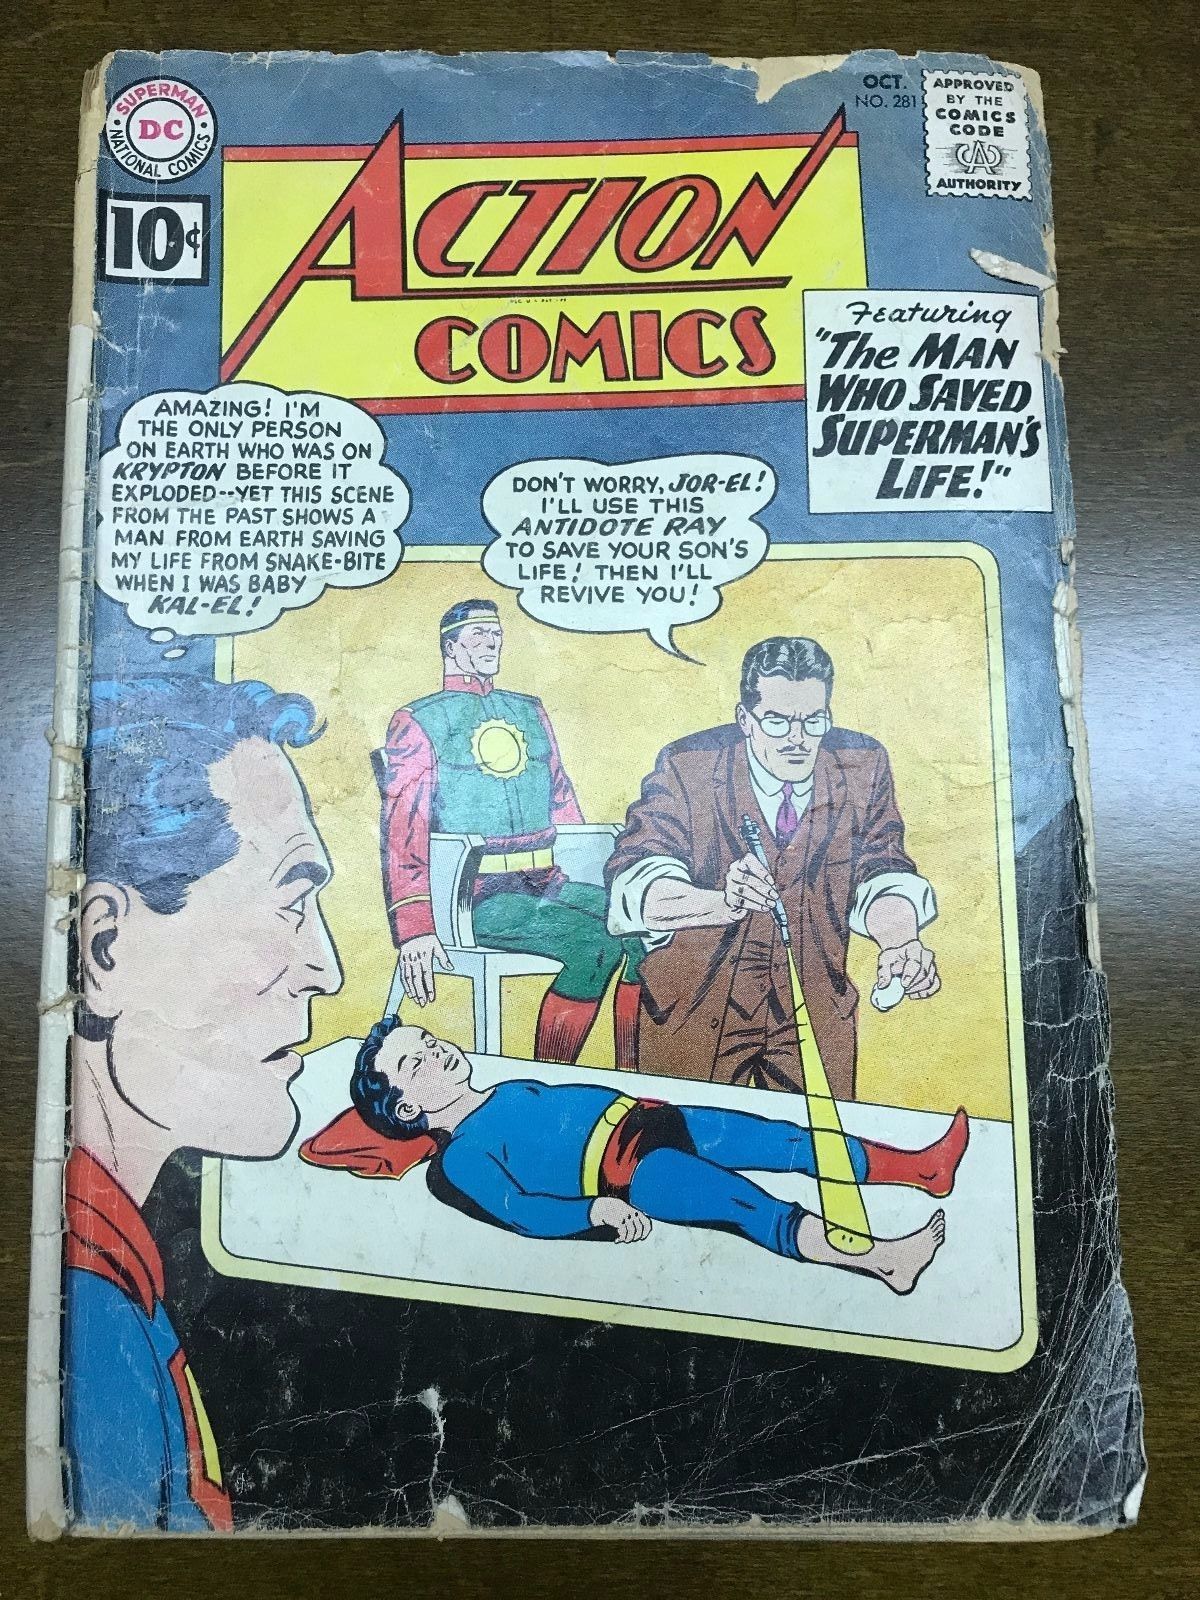 SUPERMAN
DC
NATIONAL COMICS
10¢
OCT.
NO. 281
APPROVED
BY THE
COMICS
CODE
CA
AUTHORITY
ACTION
COMICS
Featuring
"The MAN
WHO SAVED
SUPERMAN'S
LIFE!"
AMAZING! I'M
THE ONLY PERSON
ON EARTH WHO WAS ON
KRYPTON BEFORE IT
EXPLODED--YET THIS SCENE
FROM THE PAST SHOWS A
MAN FROM EARTH SAVING
MY LIFE FROM SNAKE-BITE
WHEN I WAS BABY
KAL-EL!
DON'T WORRY, JOR-EL!
I'LL USE THIS
ANTIDOTE RAY
TO SAVE YOUR SON'S
LIFE! THEN I'LL
REVIVE YOU!